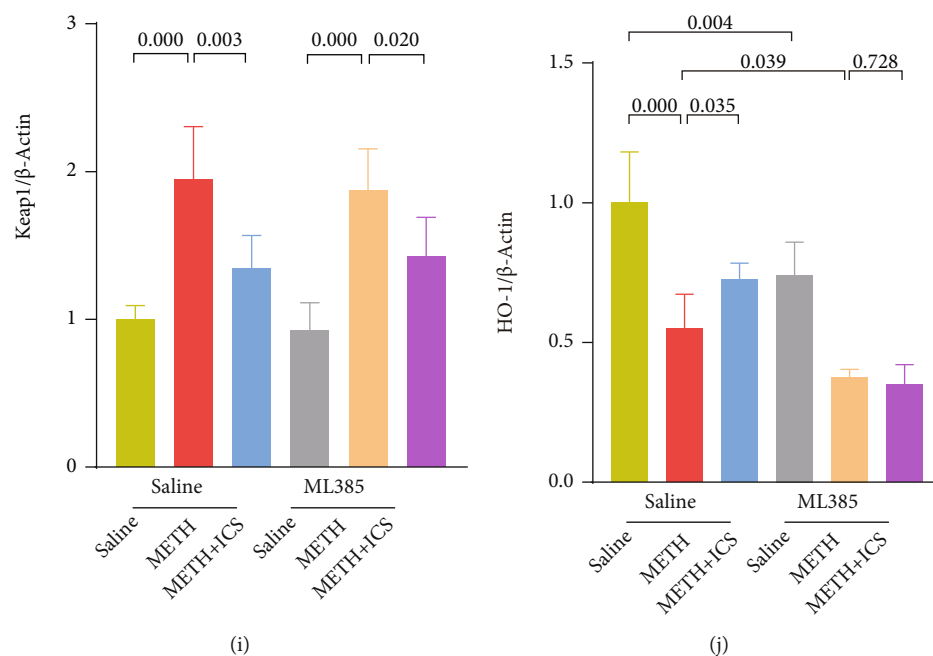 3
2
1
0
Keap1/β-Actin
0.000
0.003
0.000
0.020
Saline
ML385
Saline
METH
METH+ICS
Saline
METH
METH+ICS
(i)
1.5
1.0
0.5
0.0
HO-1/β-Actin
0.004
0.039
0.728
0.000
0.035
Saline
ML385
Saline
METH
METH+ICS
Saline
METH
METH+ICS
(j)